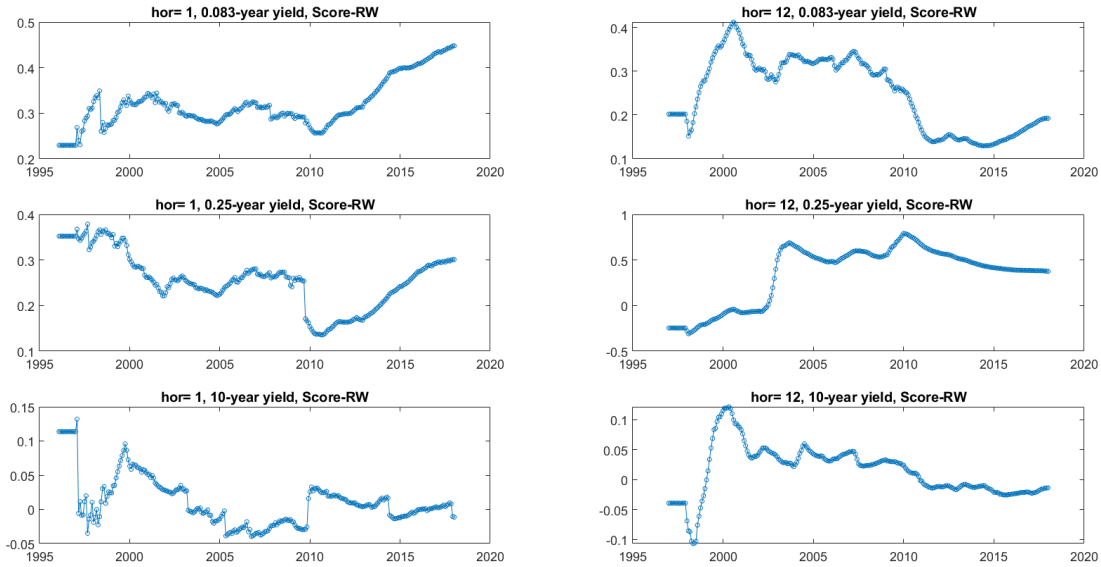 hor= 1, 0.083-year yield, Score-RW
0.5
0.4
0.3
0.2
1995 2000 2005 2010 2015 2020
hor= 12, 0.083-year yield, Score-RW
0.4
0.3
0.2
0.1
1995 2000 2005 2010 2015 2020
hor= 1, 0.25-year yield, Score-RW
0.4
0.3
0.2
0.1
1995 2000 2005 2010 2015 2020
hor= 12, 0.25-year yield, Score-RW
1
0.5
0
-0.5
1995 2000 2005 2010 2015 2020
hor= 1, 10-year yield, Score-RW
0.15
0.1
0.05
0
-0.05
1995 2000 2005 2010 2015 2020
hor= 12, 10-year yield, Score-RW
0.1
0.05
0
-0.05
-0.1
1995 2000 2005 2010 2015 2020